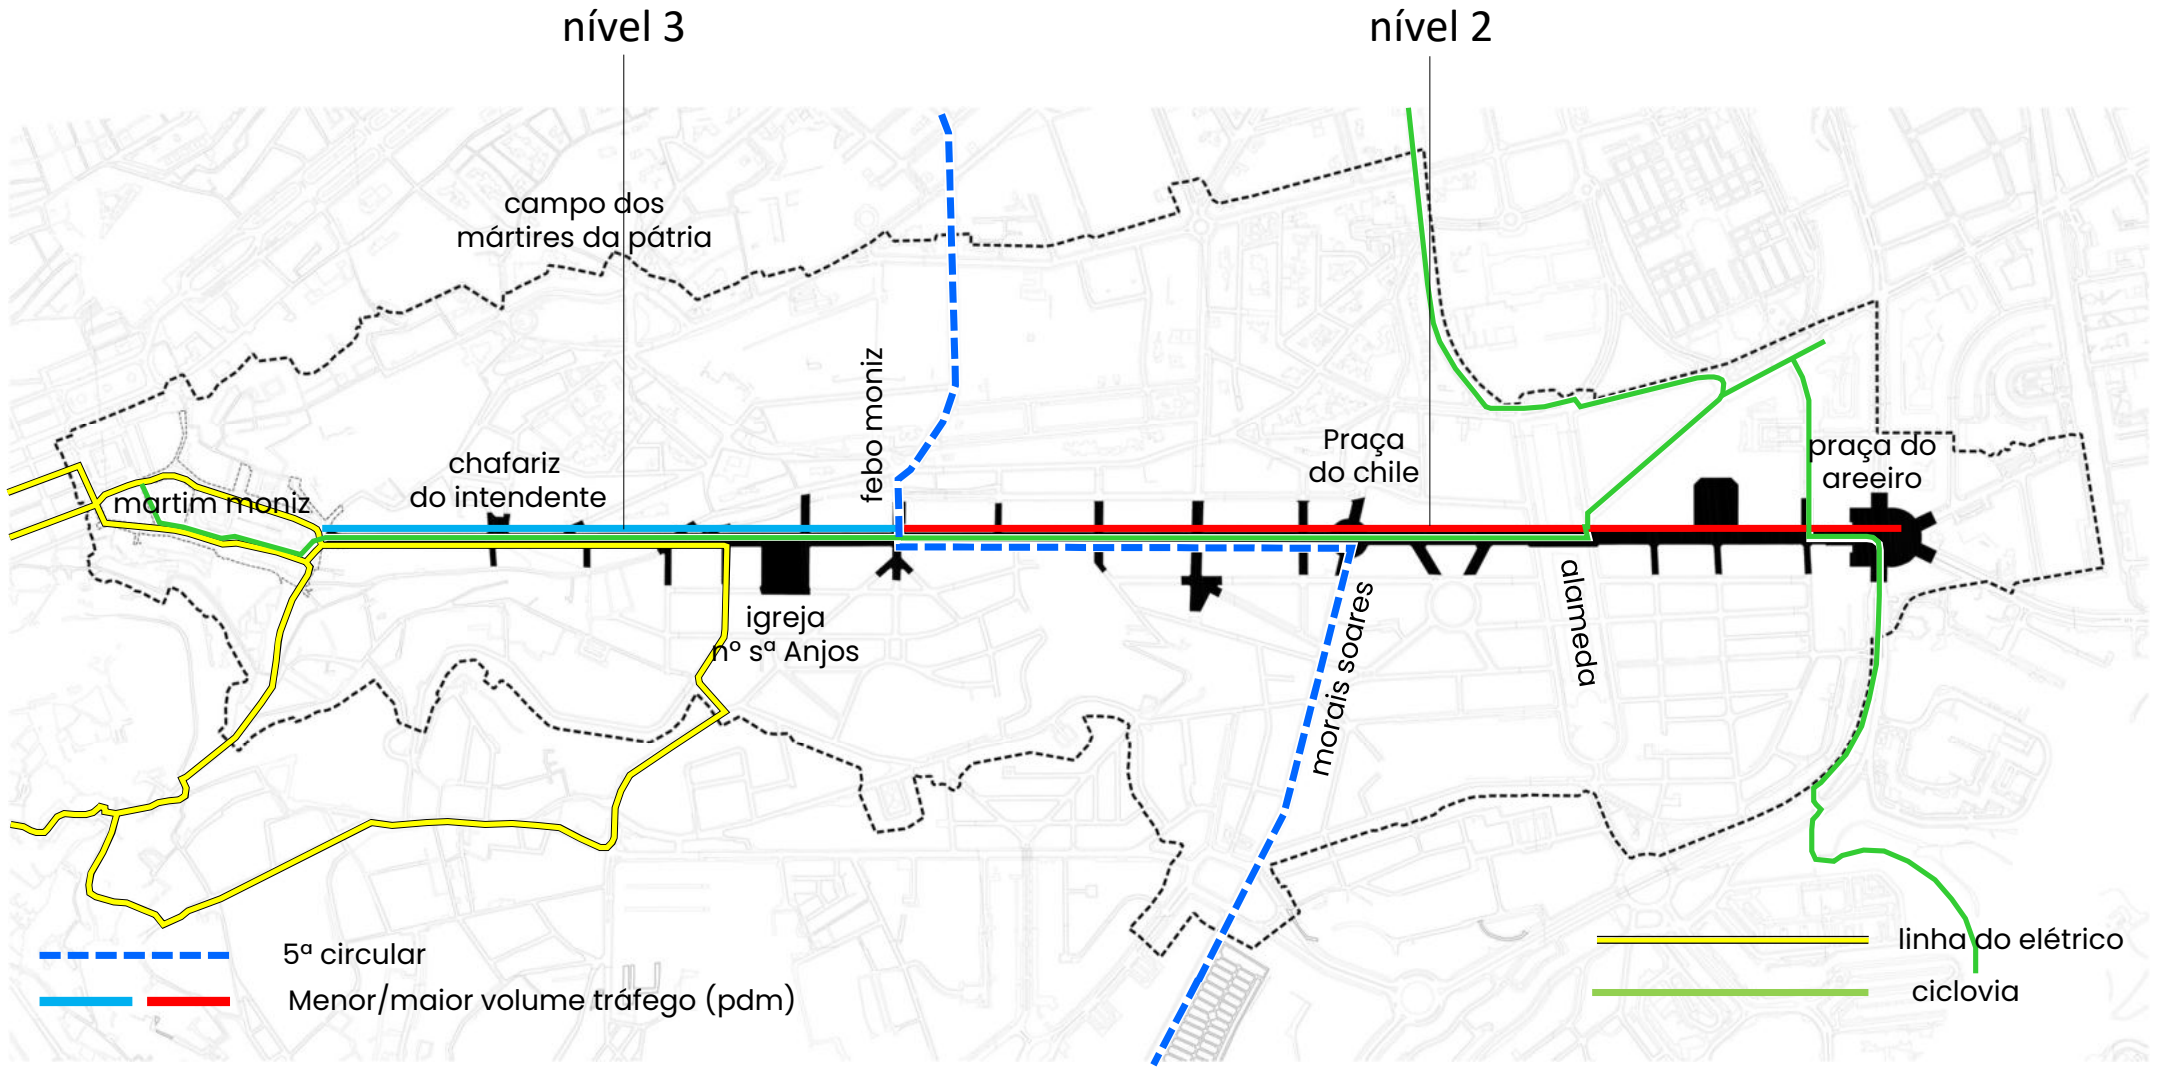 nível 3
nível 2
campo dos
mártires da pátria
febo moniz
Praça
do chile
praça do
areeiro
chafariz
do intendente
martim moniz
igreja
nº sª Anjos
morais soares
alameda
5ª circular
Menor/maior volume tráfego (pdm)
linha do elétrico
ciclovia